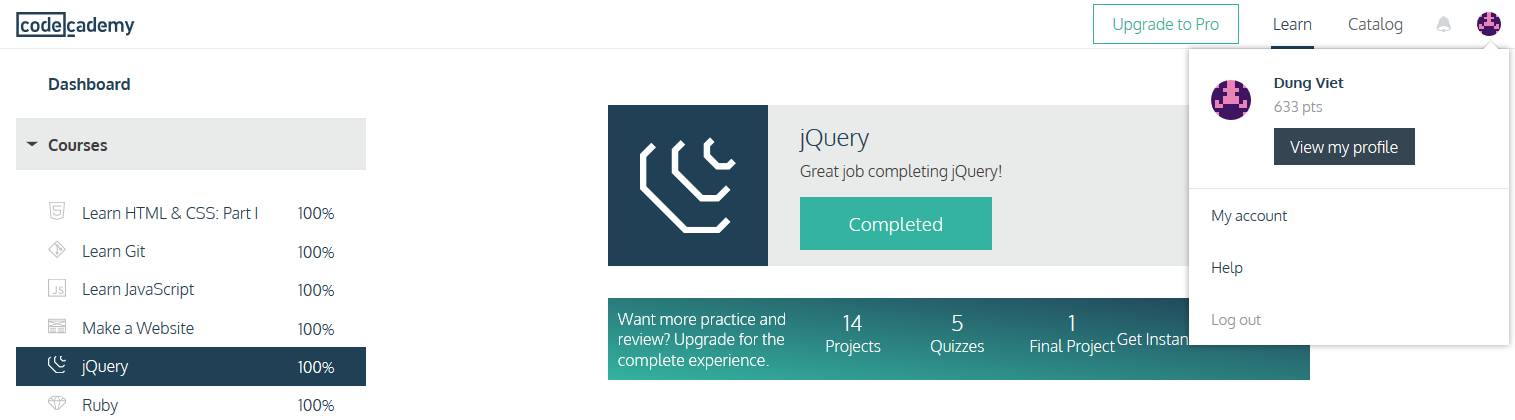 codecademy
Upgrade to Pro
Learn
Catalog
Dashboard
Courses
Learn HTML & CSS: Part I 100%
Learn Git 100%
JS Learn JavaScript 100%
Make a Website 100%
jQuery 100%
Ruby 100%
jQuery
Great job completing jQuery!
Completed
Want more practice and
review? Upgrade for the
complete experience.
14
Projects
5
Quizzes
1
Final Project
Get Instan
Dung Viet
633 pts
View my profile
My account
Help
Log out